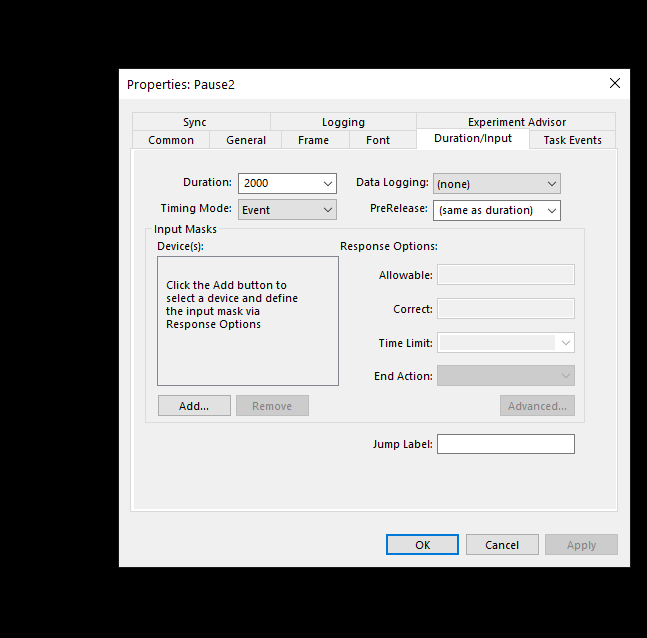 Properties: Pause2
Sync Logging Experiment Advisor
Common General Frame Font Duration/Input Task Events
Duration: 2000 Data Logging: (none)
Timing Mode: Event PreRelease: (same as duration)
Input Masks
Device(s): Response Options:
Click the Add button to
select a device and define
the input mask via
Response Options
Allowable:
Correct:
Time Limit:
End Action:
Add... Remove Advanced...
Jump Label:
OK Cancel Apply